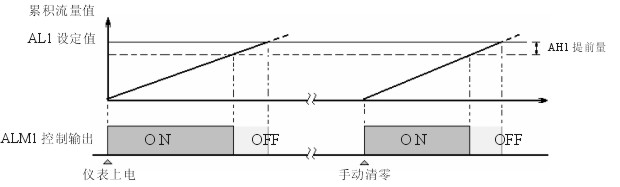 累积流量值
AL1 设定值
AH1 提前量
ALM1 控制输出
ON
OFF
ON
OFF
仪表上电
手动清零